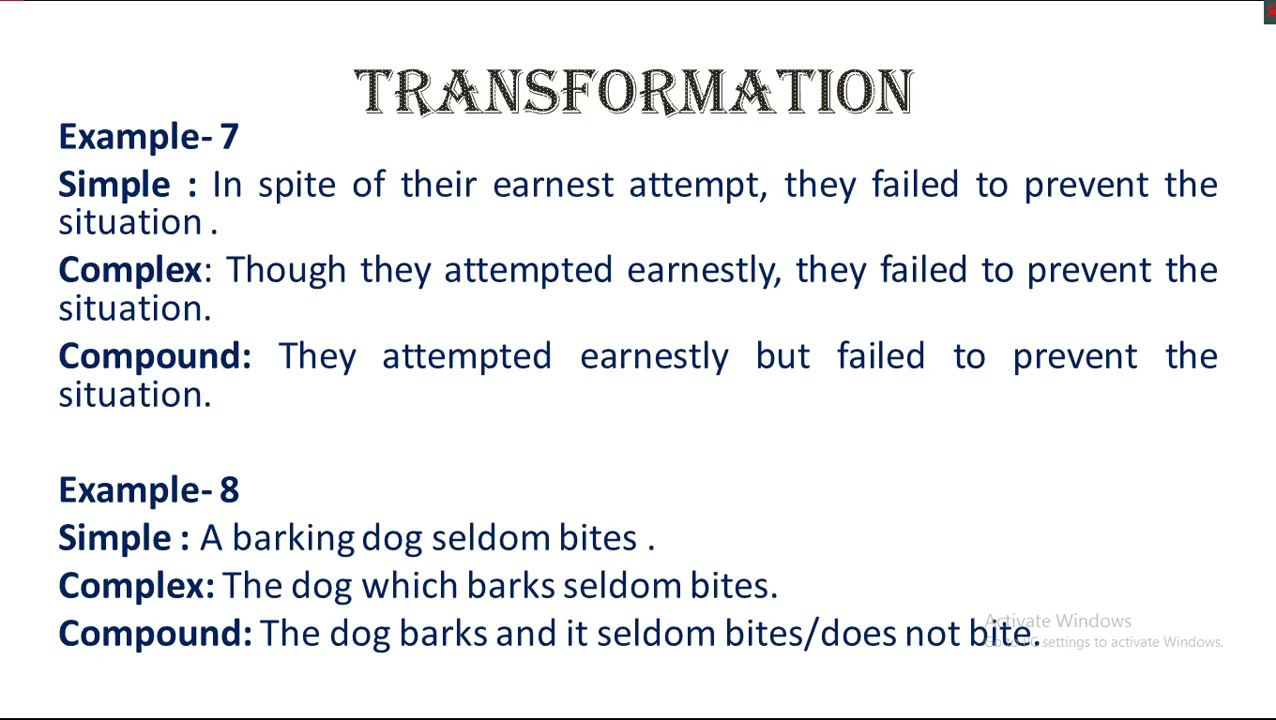 TRANSFORMATION
Example- 7
Simple : In spite of their earnest attempt, they failed to prevent the
situation .
Complex: Though they attempted earnestly, they failed to prevent the
situation.
Compound: They attempted earnestly but failed to prevent the
situation.
Example- 8
Simple : A barking dog seldom bites .
Complex: The dog which barks seldom bites.
Compound: The dog barks and it seldom bites/does not bite.
Activate Windows
Go to PC settings to activate Windows.